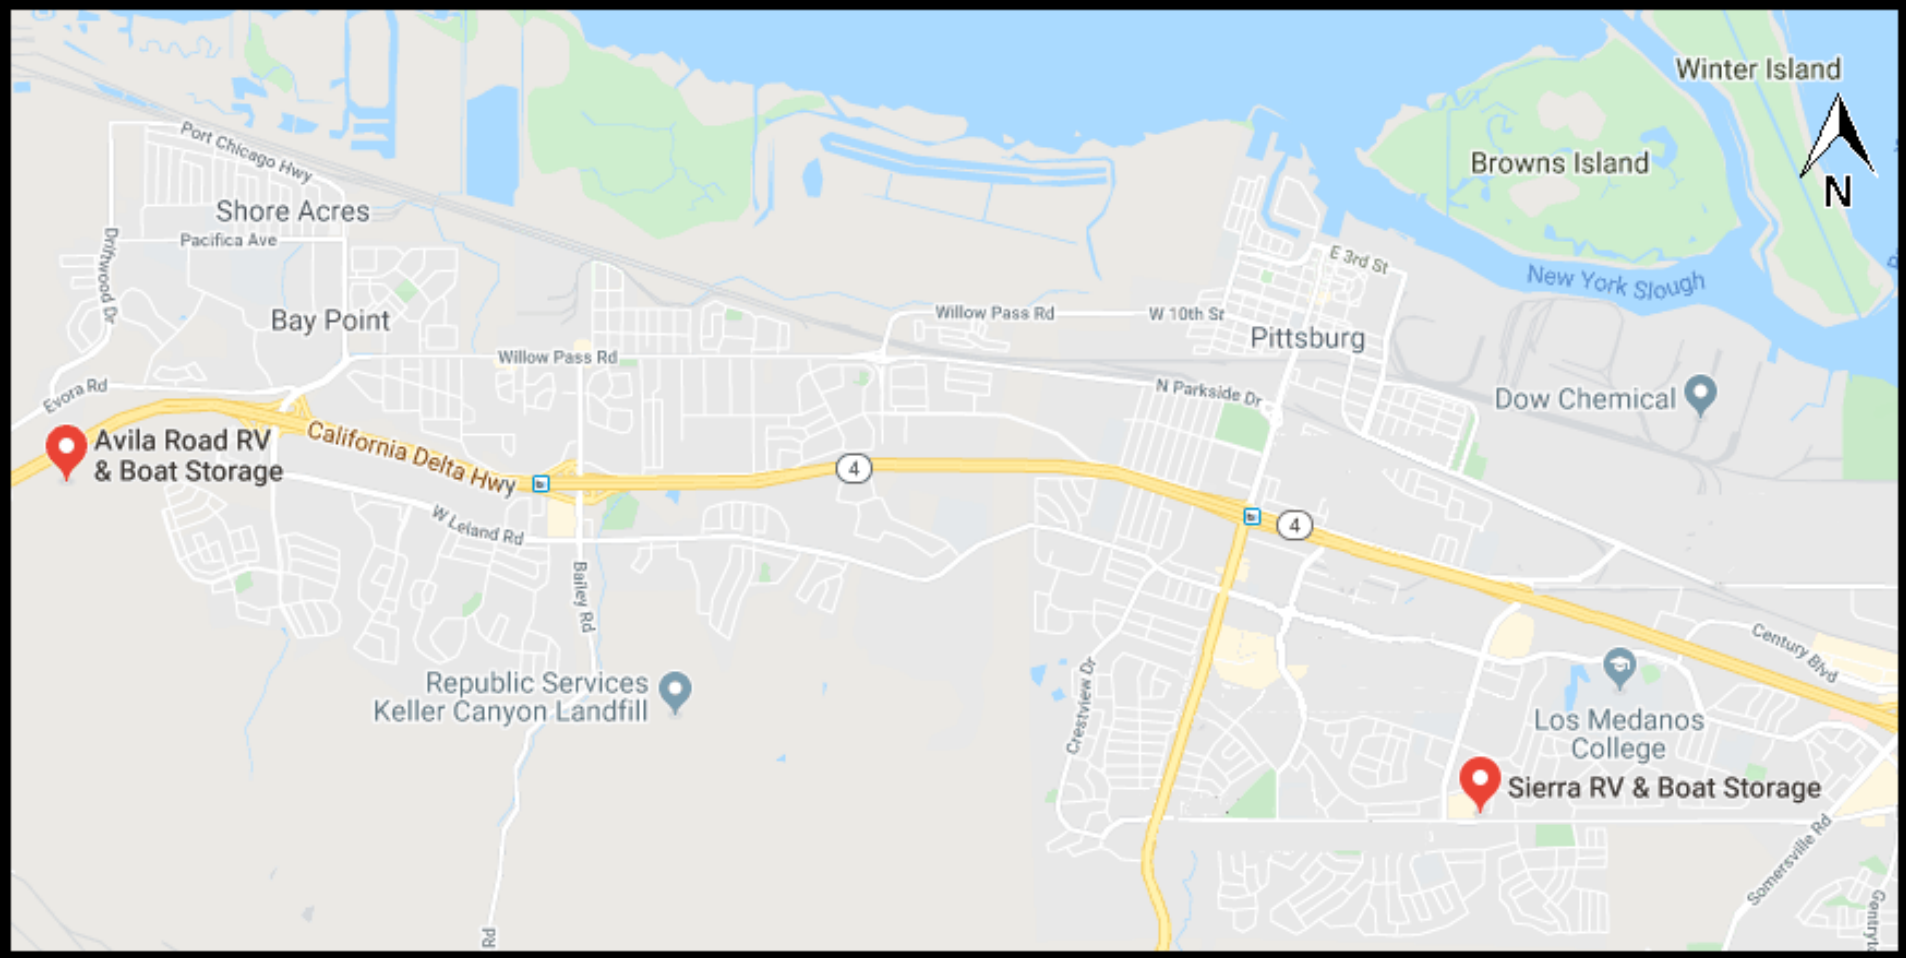 Winter Island
N
Browns Island
Port Chicago Hwy
Shore Acres
Pacifica Ave
Driftwood Dr
E 3rd St
New York Slough
Bay Point
Willow Pass Rd
W 10th St
Pittsburg
Willow Pass Rd
Evora Rd
N Parkside Dr
Dow Chemical
Avila Road RV
& Boat Storage
California Delta Hwy
4
4
W Leland Rd
Bailey Rd
Century Blvd
Republic Services
Keller Canyon Landfill
Crestview Dr
Los Medanos
College
Sierra RV & Boat Storage
Somersville Rd
Rd